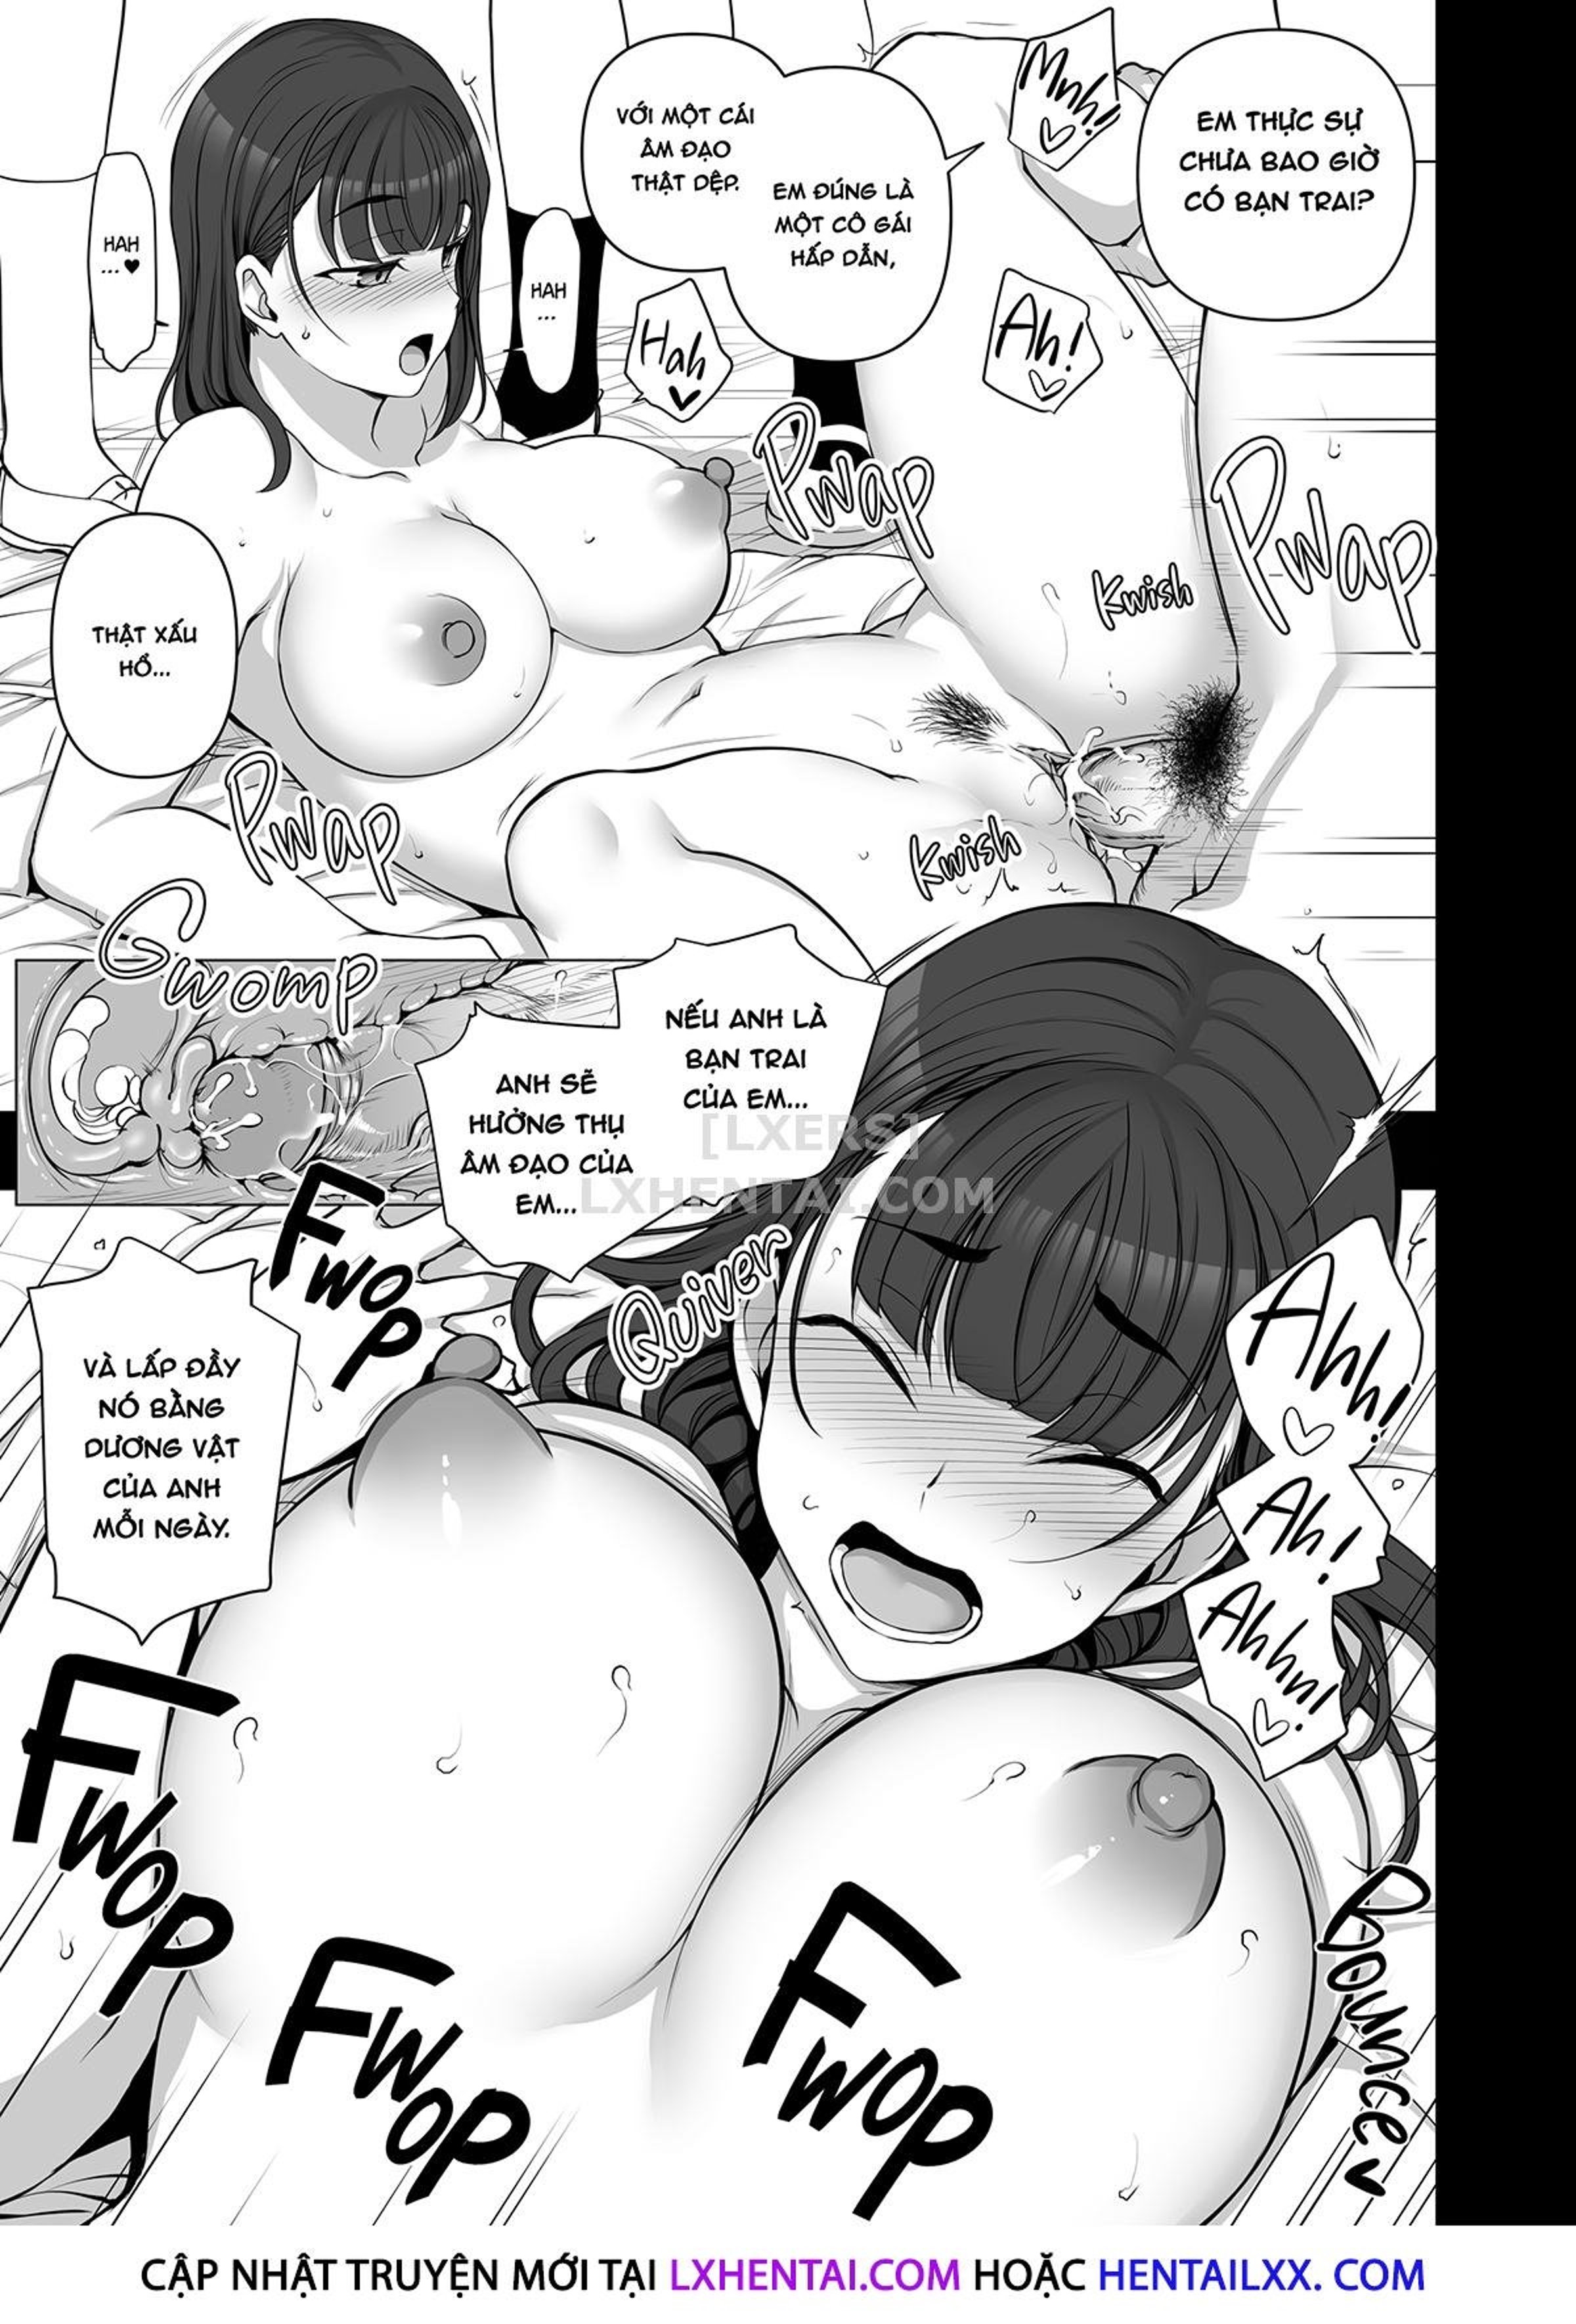 EM THỰC SỰ
CHƯA BAO GIỜ
CÓ BẠN TRAI?
Mnh!
VỚI MỘT CÁI
ÂM ĐẠO
THẬT DẸP.
EM ĐÚNG LÀ
MỘT CÔ GÁI
HẤP DẪN,
HAH
...
HAH
...
Hah
Ah!
Pwap
Pwap
Kwish
THẬT XẤU
HỔ...
Pwap
Kwish
Gwomp
NẾU ANH LÀ
BẠN TRAI
CỦA EM...
ANH SẼ
HƯỞNG THỤ
ÂM ĐẠO CỦA
EM...
[LXERS]
LXHENTAI.COM
FWOP
Quiver
Ahh!
Ah!
Ahhn!
VÀ LẤP ĐẦY
NÓ BẰNG
DƯƠNG VẬT
CỦA ANH
MỖI NGÀY.
FWOP
FWOP
FWOP
Bounce
CẬP NHẬT TRUYỆN MỚI TẠI LXHENTAI.COM HOẶC HENTAILXX. COM